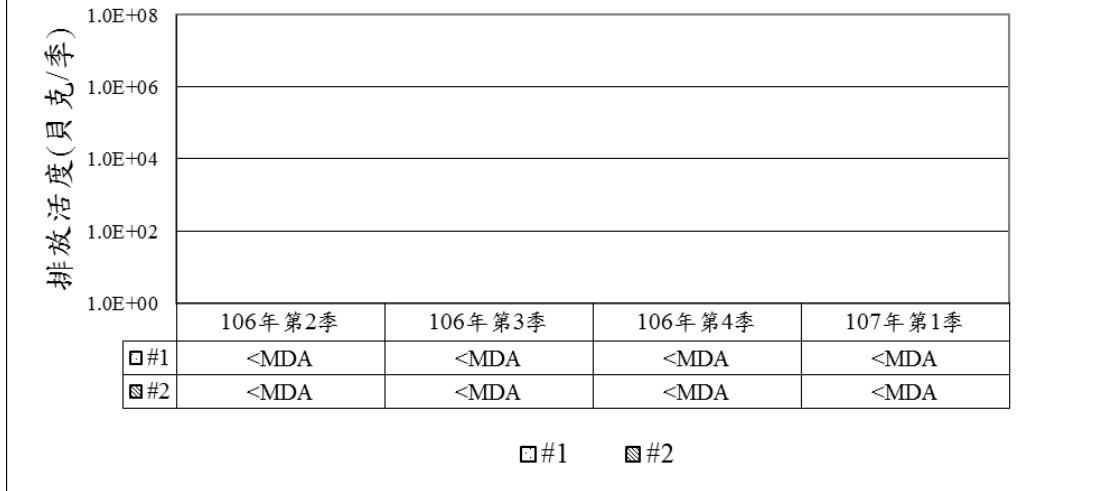 排放活度(貝克/季)
1.0E+08
1.0E+06
1.0E+04
1.0E+02
1.0E+00
106年第2季 106年第3季 106年第4季 107年第1季
#1 <MDA <MDA <MDA <MDA
#2 <MDA <MDA <MDA <MDA
#1 #2